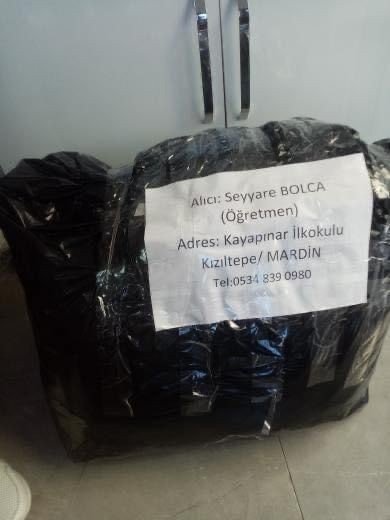 Alıcı: Seyyare BOLCA
(Öğretmen)
Adres: Kayapınar İlkokulu
Kızıltepe/ MARDİN
Tel:0534 839 0980